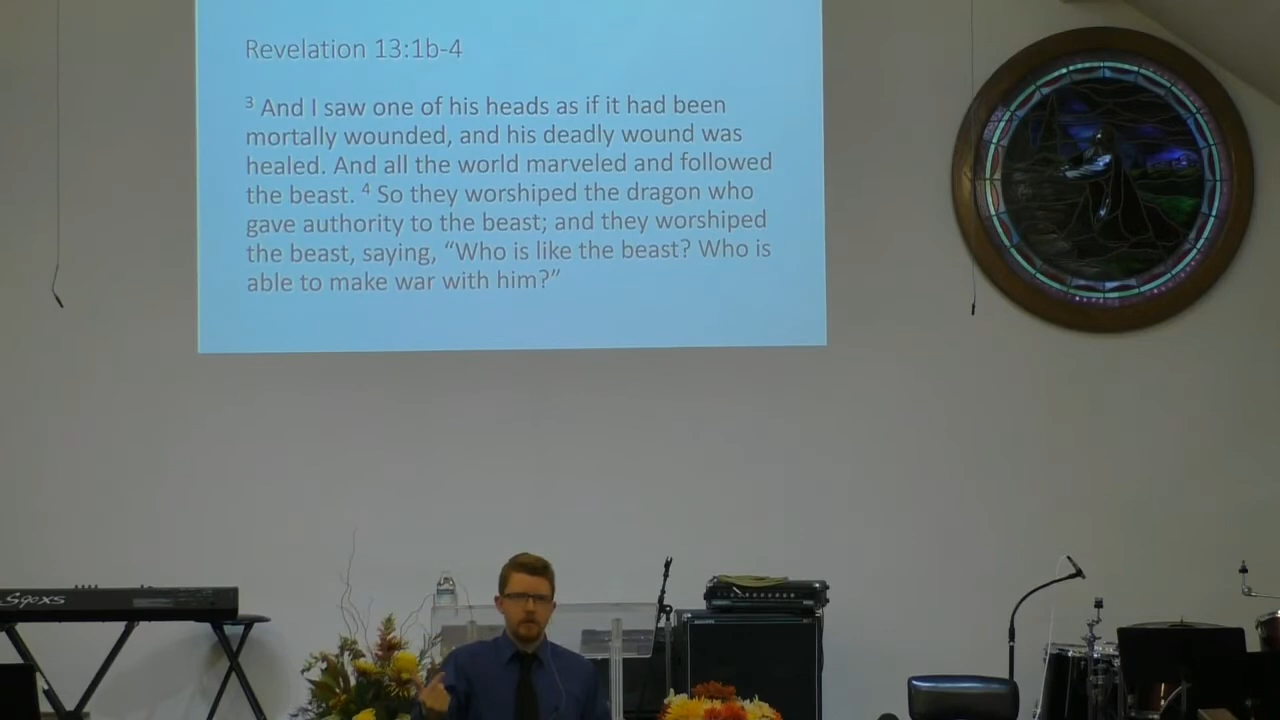 Revelation 13:1b-4
³ And I saw one of his heads as if it had been
mortally wounded, and his deadly wound was
healed. And all the world marveled and followed
the beast. ⁴ So they worshiped the dragon who
gave authority to the beast; and they worshiped
the beast, saying, “Who is like the beast? Who is
able to make war with him?”
S90XS